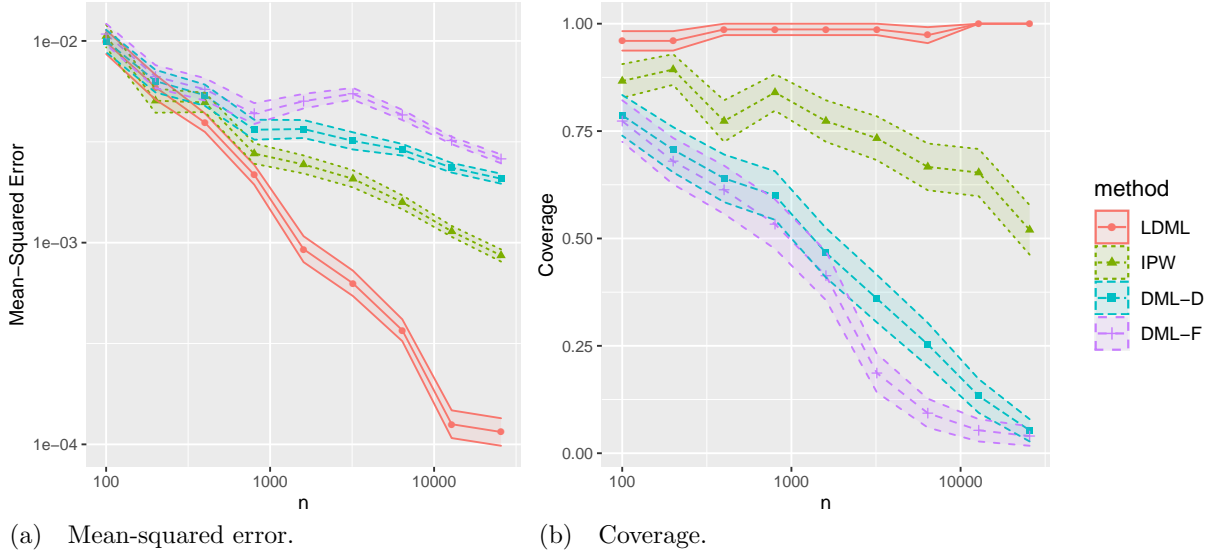 Mean−Squared Error
1e−02
1e−03
1e−04
100
1000
10000
n
(a) Mean-squared error.
Coverage
1.00
0.75
0.50
0.25
0.00
100
1000
10000
n
(b) Coverage.
method
LDML
IPW
DML−D
DML−F